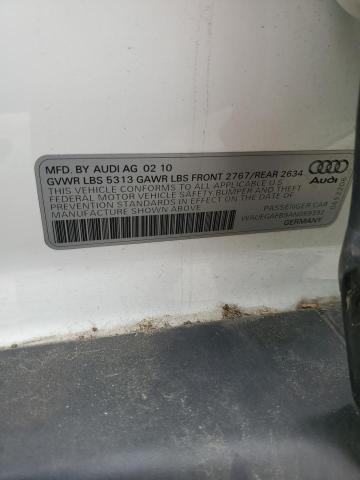 MFD. BY AUDI AG 02 10
GVWR LBS 5313 GAWR LBS FRONT 2767/REAR 2634
THIS VEHICLE CONFORMS TO ALL APPLICABLE U.S.
FEDERAL MOTOR VEHICLE SAFETY, BUMPER, AND THEFT
PREVENTION STANDARDS IN EFFECT ON THE DATE OF
MANUFACTURE SHOWN ABOVE.
PASSENGER CAR
GERMANY
Audi